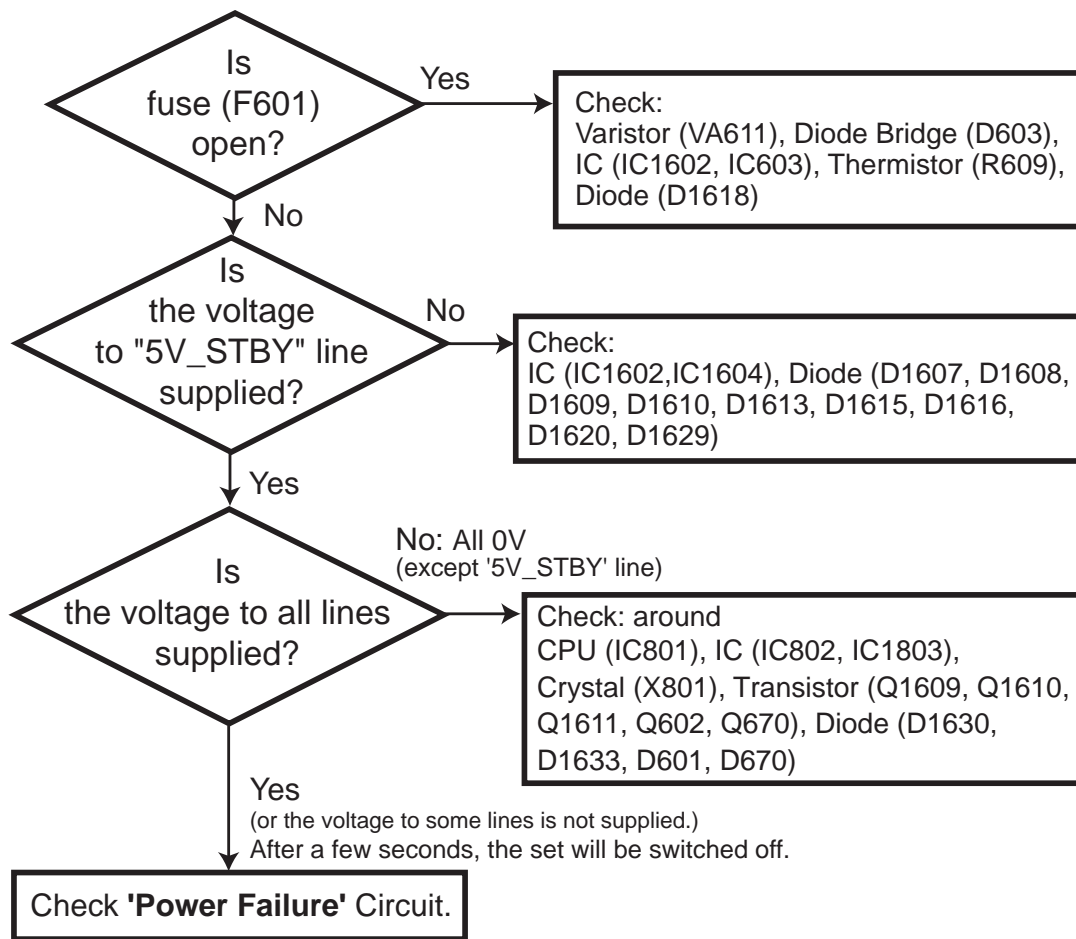 Is
fuse (F601)
open?
Yes
Check:
Varistor (VA611), Diode Bridge (D603),
IC (IC1602, IC603), Thermistor (R609),
Diode (D1618)
No
Is
the voltage
to "5V_STBY" line
supplied?
No
Check:
IC (IC1602,IC1604), Diode (D1607, D1608,
D1609, D1610, D1613, D1615, D1616,
D1620, D1629)
Yes
Is
the voltage to all lines
supplied?
No: All 0V
(except '5V_STBY' line)
Check: around
CPU (IC801), IC (IC802, IC1803),
Crystal (X801), Transistor (Q1609, Q1610,
Q1611, Q602, Q670), Diode (D1630,
D1633, D601, D670)
Yes
(or the voltage to some lines is not supplied.)
After a few seconds, the set will be switched off.
Check 'Power Failure' Circuit.